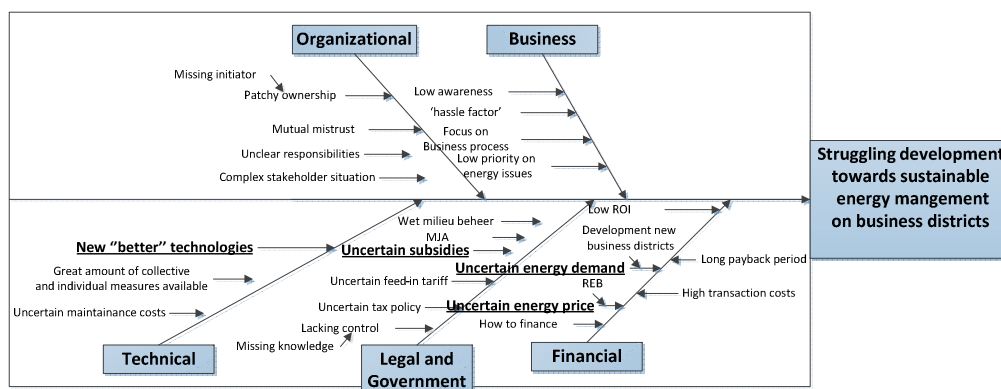 Organizational
Business
Missing initiator
Patchy ownership
Mutual mistrust
Unclear responsibilities
Complex stakeholder situation
Low awareness
‘hassle factor’
Focus on
Business process
Low priority on
energy issues
Struggling development
towards sustainable
energy mangement
on business districts
New “better” technologies
Great amount of collective
and individual measures available
Uncertain maintainance costs
Technical
Wet milieu beheer
MJA
Uncertain subsidies
Uncertain feed-in tariff
Uncertain tax policy
Lacking control
Missing knowledge
Legal and
Government
Low ROI
Development new
business districts
Uncertain energy demand
REB
Uncertain energy price
How to finance
Long payback period
High transaction costs
Financial